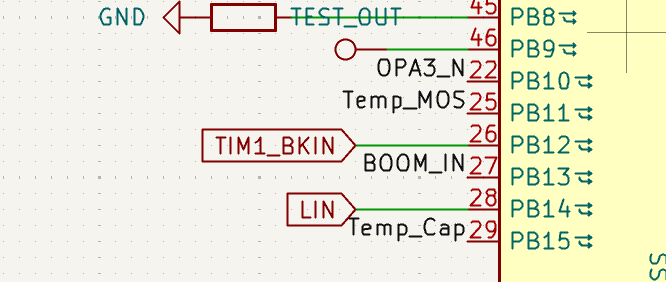 GND TEST_OUT 45 PB8
46 PB9
OPA3_N 22 PB10
Temp_MOS 25 PB11
TIM1_BKIN 26 PB12
BOOM_IN 27 PB13
LIN 28 PB14
Temp_Cap 29 PB15
SS